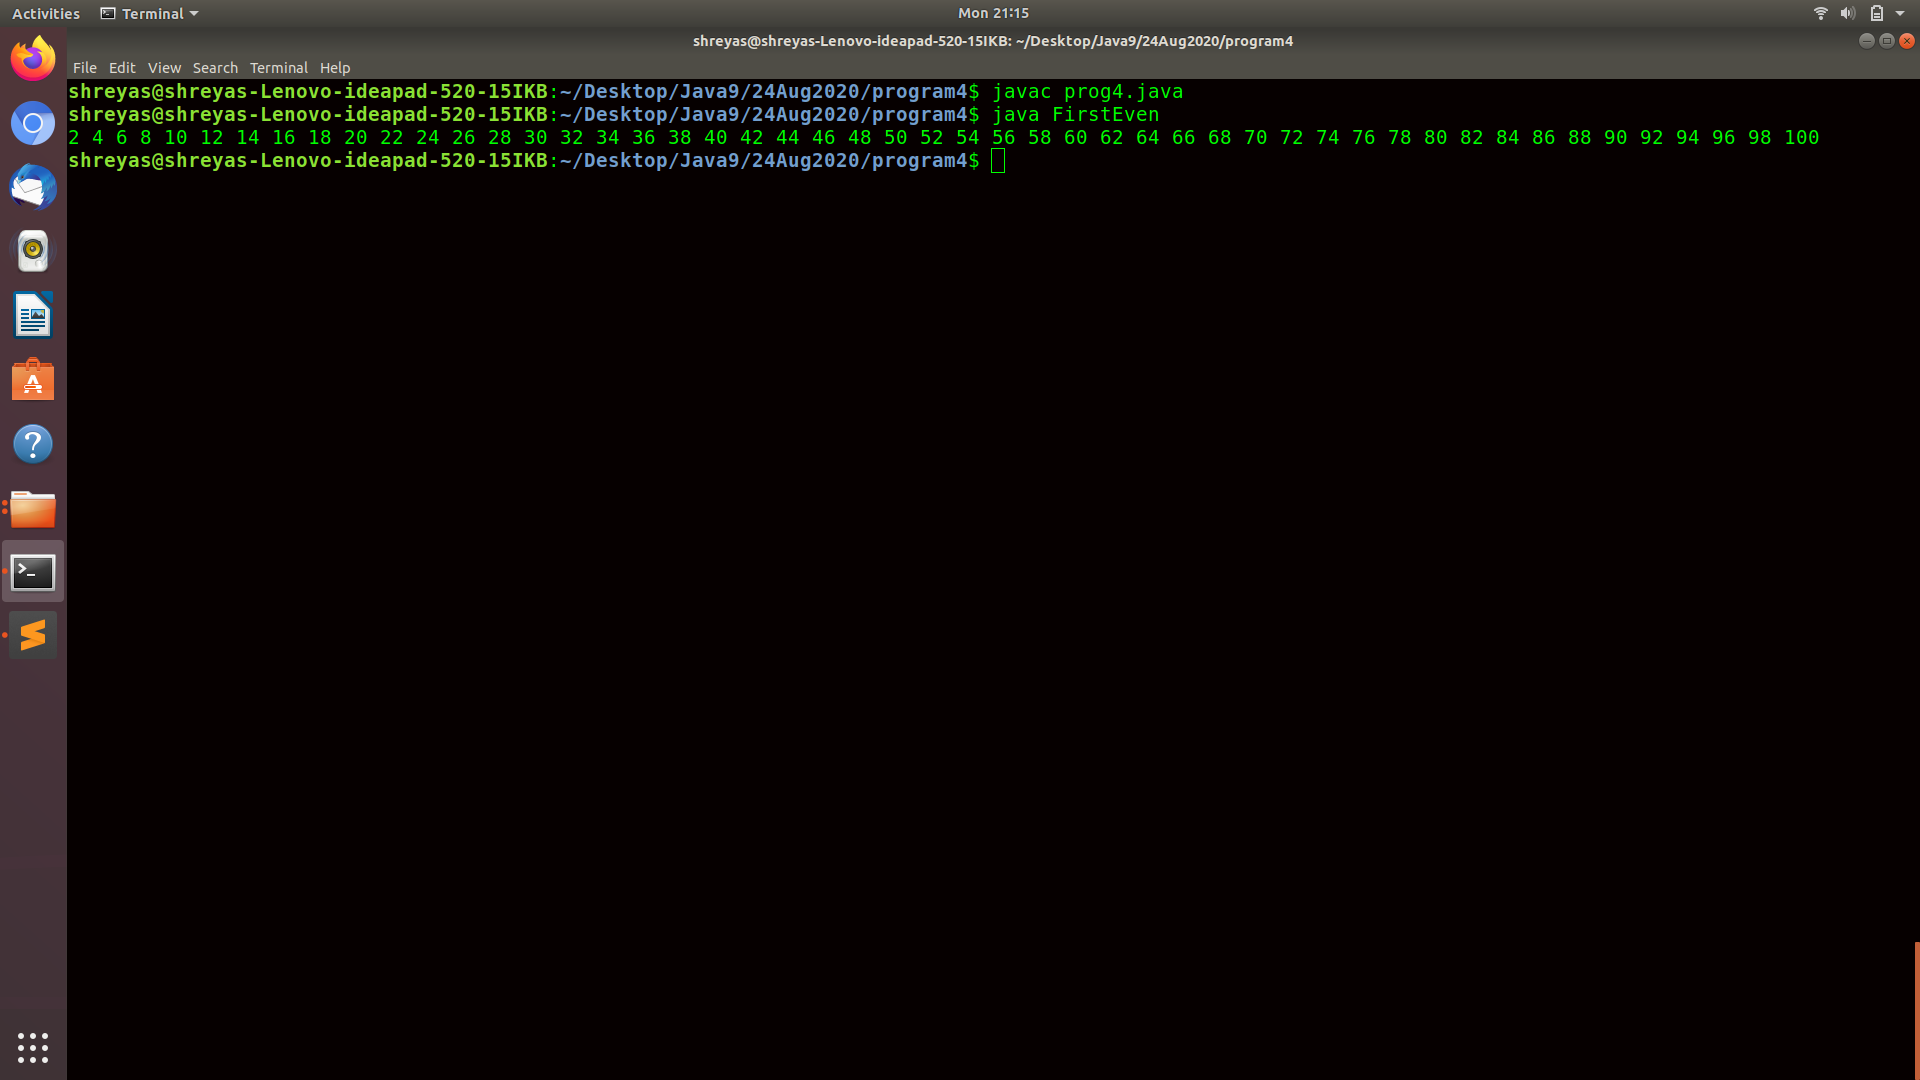 Activities Terminal Mon 21:15
shreyas@shreyas-Lenovo-ideapad-520-15IKB: ~/Desktop/Java9/24Aug2020/program4
File Edit View Search Terminal Help
shreyas@shreyas-Lenovo-ideapad-520-15IKB:~/Desktop/Java9/24Aug2020/program4$ javac prog4.java
shreyas@shreyas-Lenovo-ideapad-520-15IKB:~/Desktop/Java9/24Aug2020/program4$ java FirstEven
2 4 6 8 10 12 14 16 18 20 22 24 26 28 30 32 34 36 38 40 42 44 46 48 50 52 54 56 58 60 62 64 66 68 70 72 74 76 78 80 82 84 86 88 90 92 94 96 98 100
shreyas@shreyas-Lenovo-ideapad-520-15IKB:~/Desktop/Java9/24Aug2020/program4$